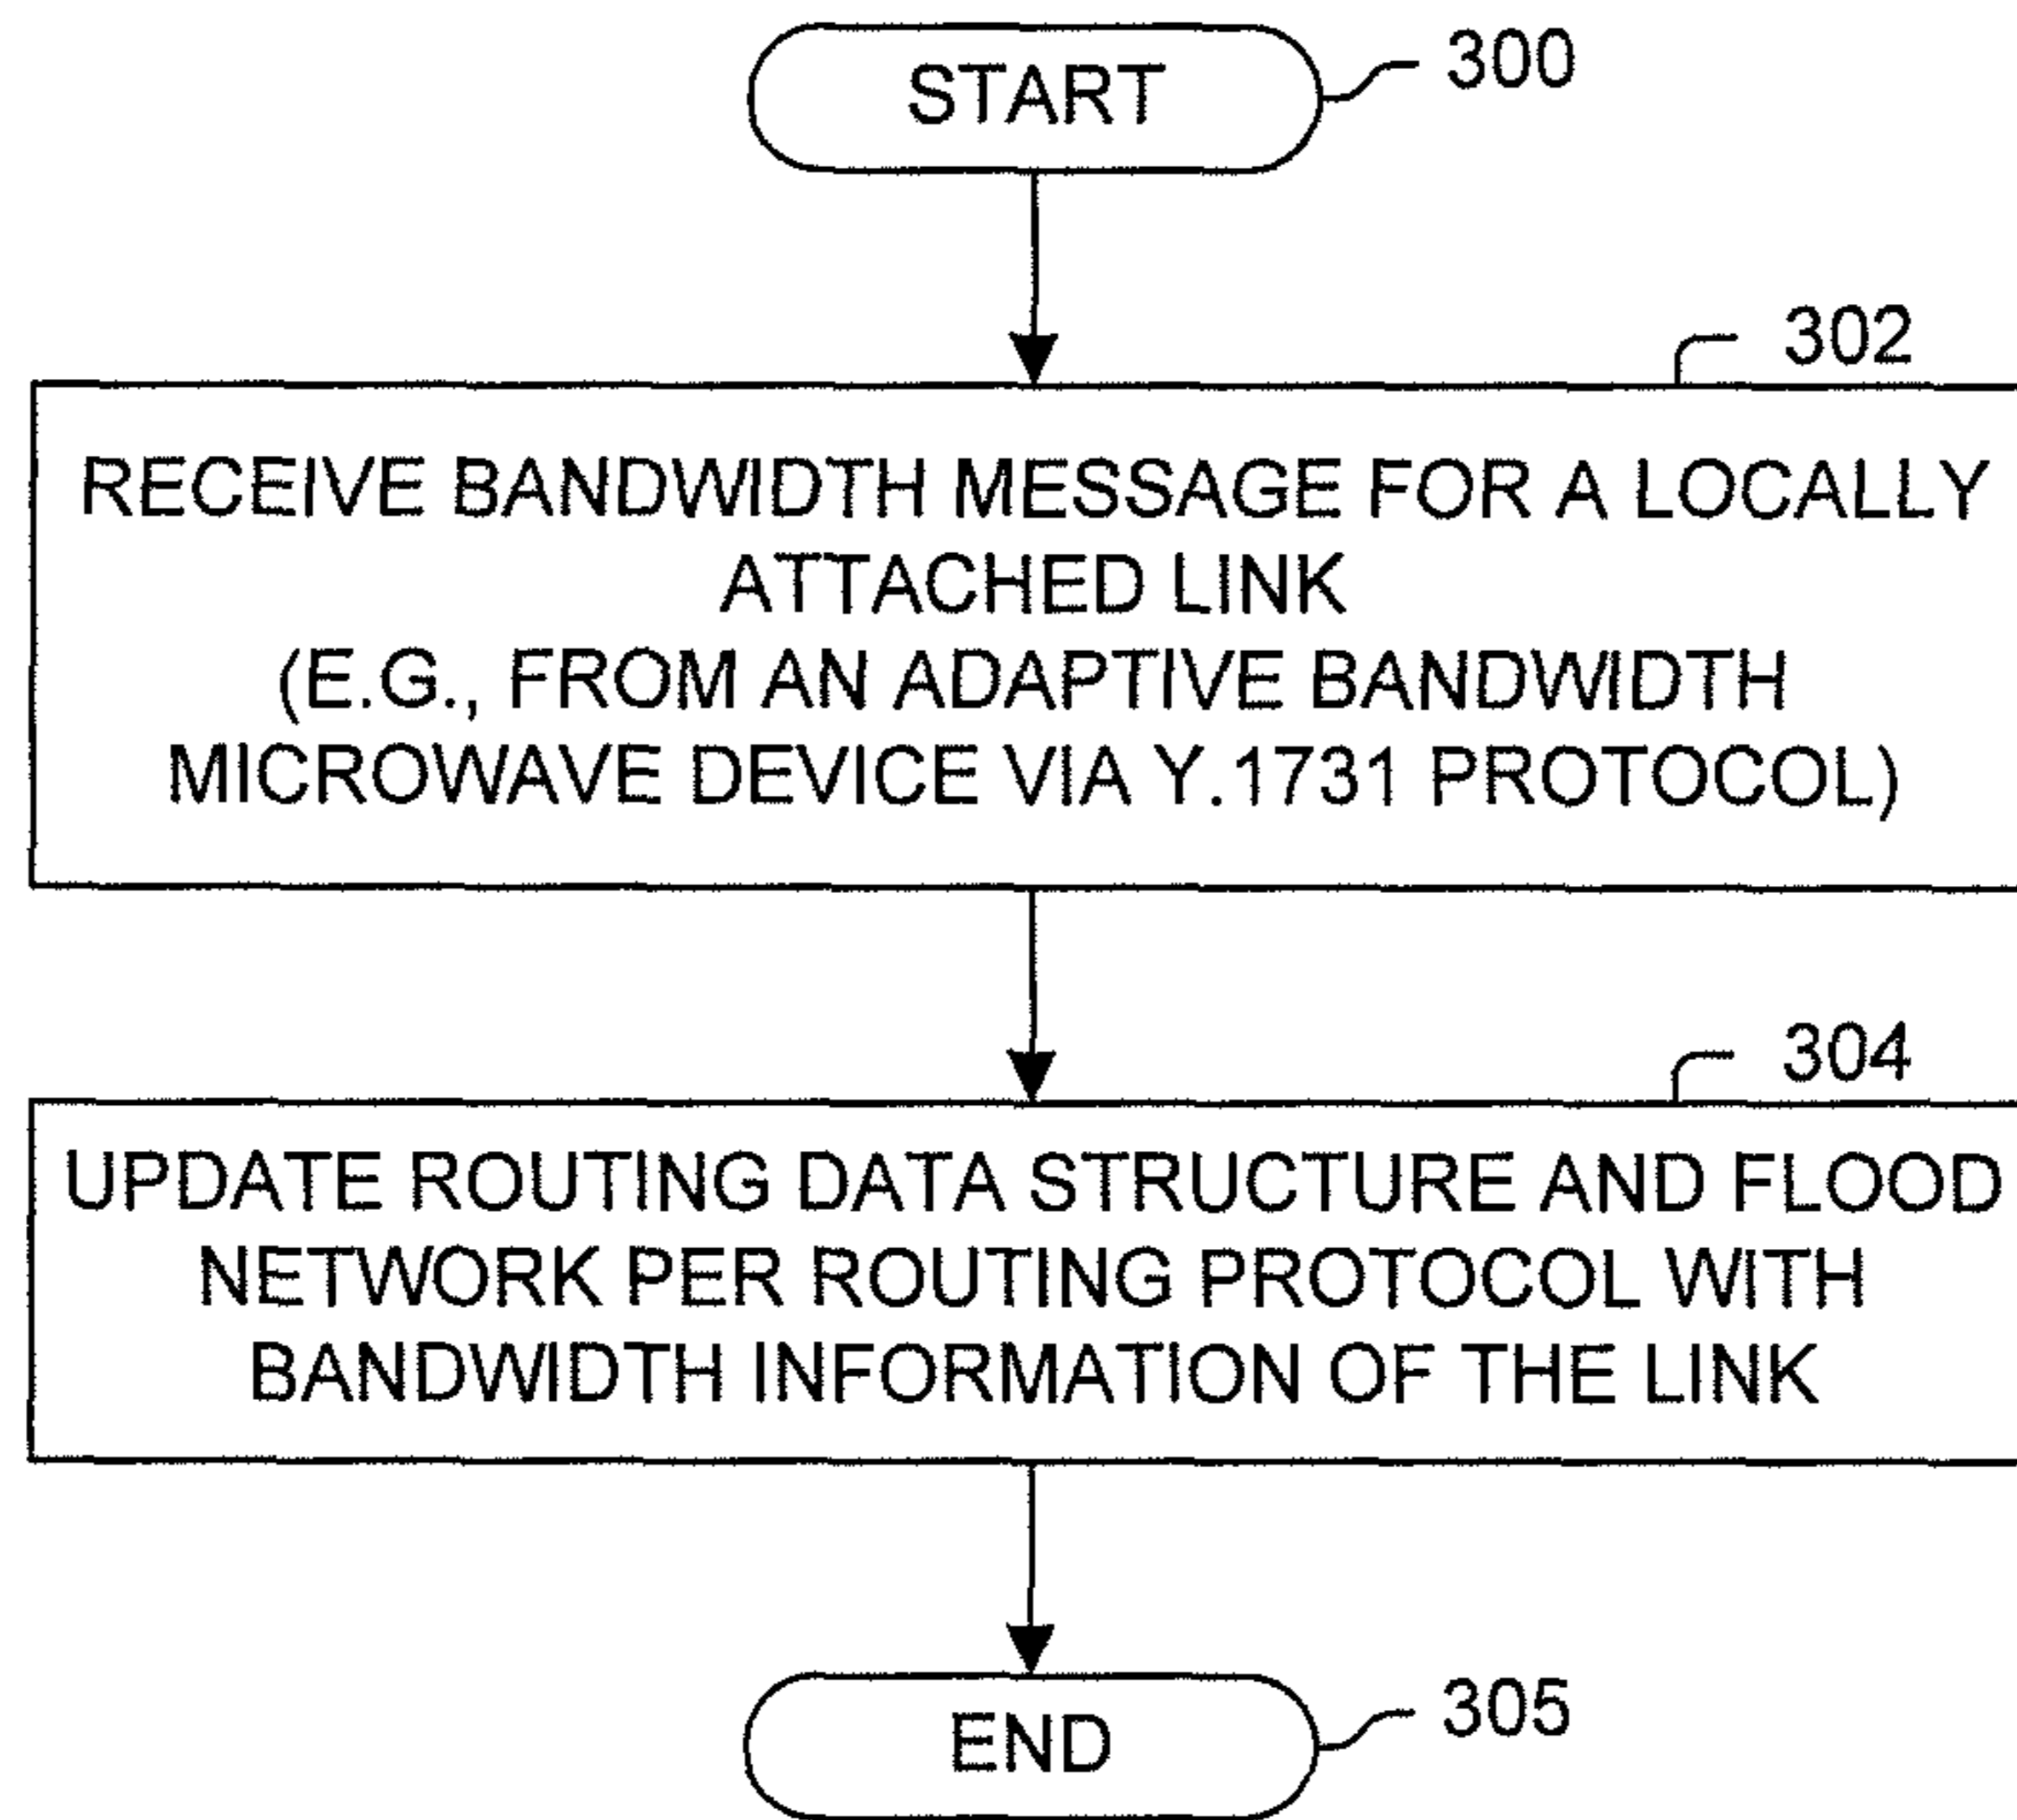 START
300
302
RECEIVE BANDWIDTH MESSAGE FOR A LOCALLY
ATTACHED LINK
(E.G., FROM AN ADAPTIVE BANDWIDTH
MICROWAVE DEVICE VIA Y.1731 PROTOCOL)
304
UPDATE ROUTING DATA STRUCTURE AND FLOOD
NETWORK PER ROUTING PROTOCOL WITH
BANDWIDTH INFORMATION OF THE LINK
END
305